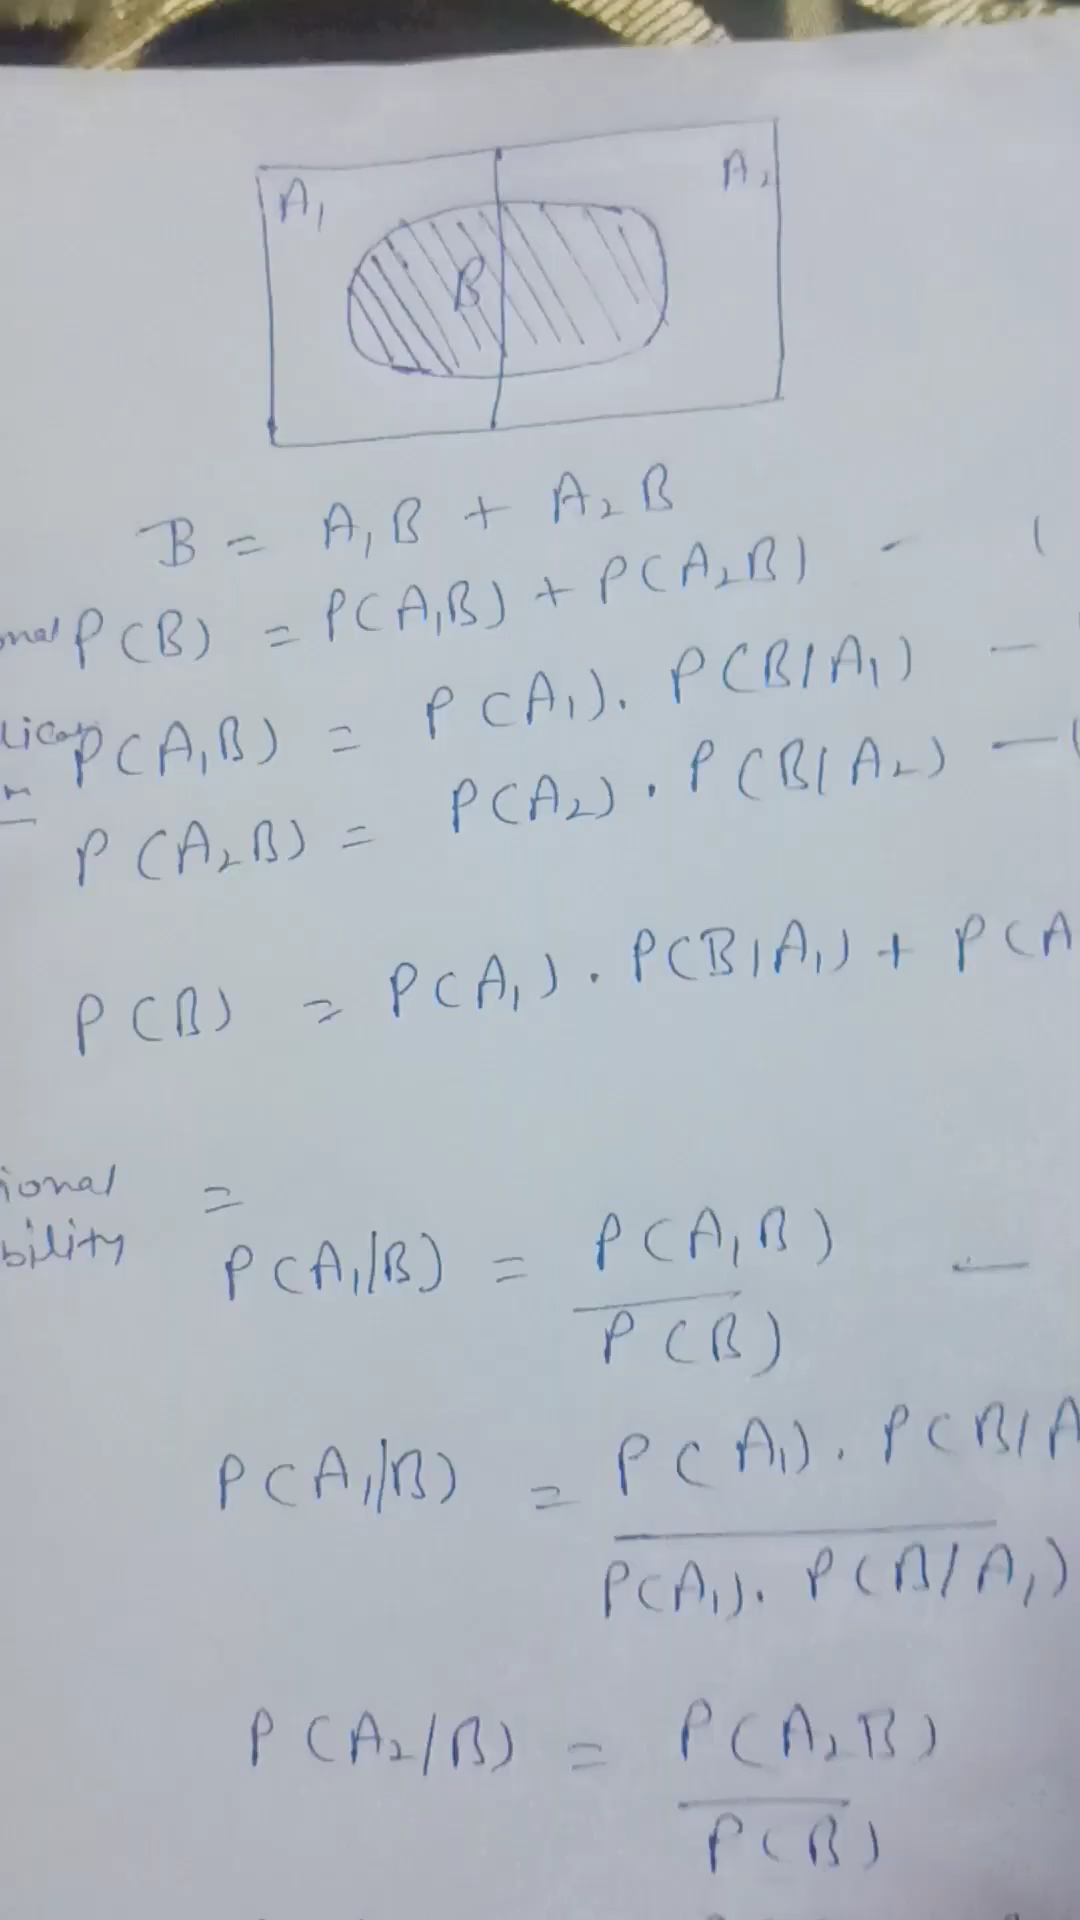 A₁ A₂
B
B = A₁B + A₂B
P(B) = P(A₁B) + P(A₂B) - (
P(A₁B) = P(A₁). P(B/A₁) -
P(A₂B) = P(A₂) . P(B/A₂) - (
P(B) = P(A₁) . P(B/A₁) + P(A
ional =
bility
P(A₁/B) = P(A₁B) -
P(B)
P(A₁/B) = P(A₁). P(B/A
P(A₁). P(B/A₁)
P(A₂/B) = P(A₂B)
P(B)